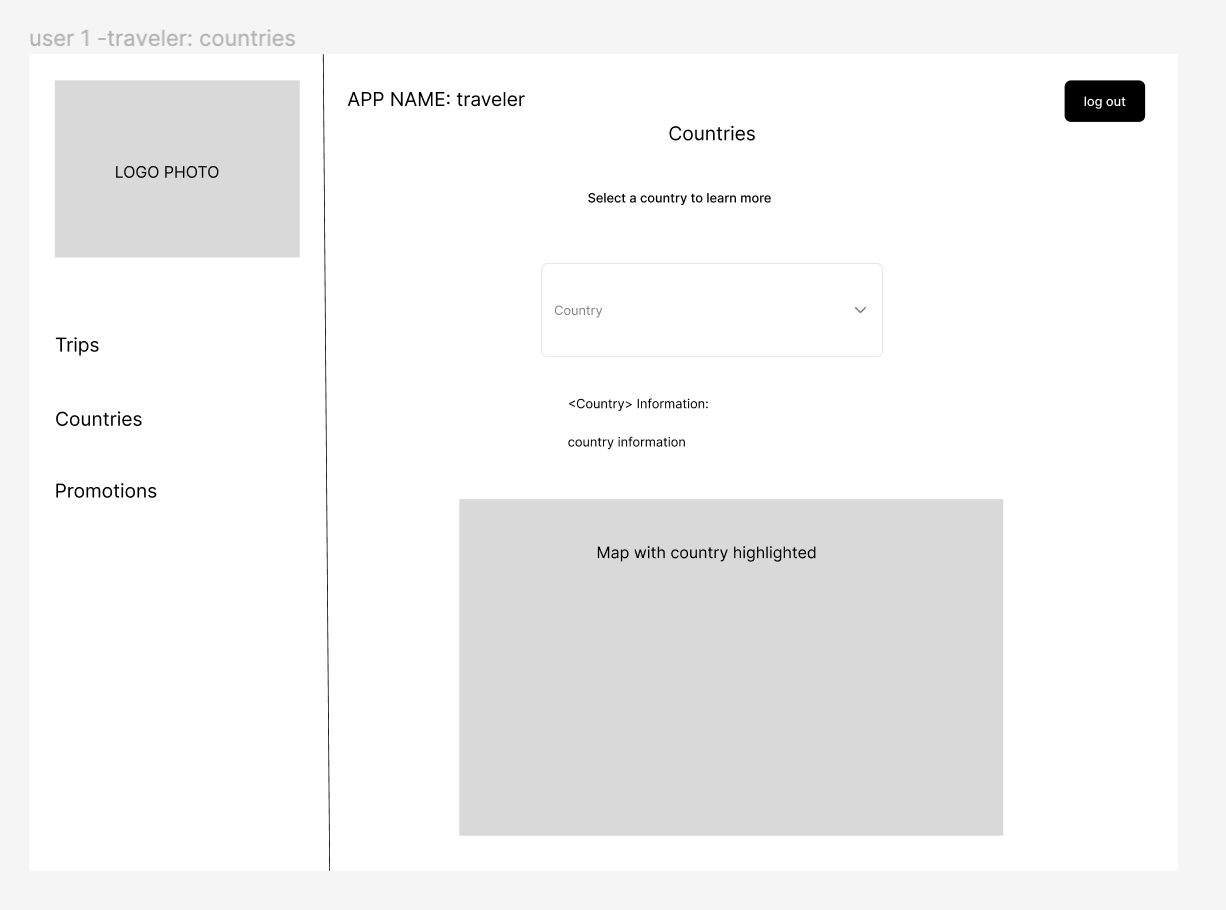 user 1 -traveler: countries
LOGO PHOTO
Trips
Countries
Promotions
APP NAME: traveler
log out
Countries
Select a country to learn more
Country
<Country> Information:
country information
Map with country highlighted